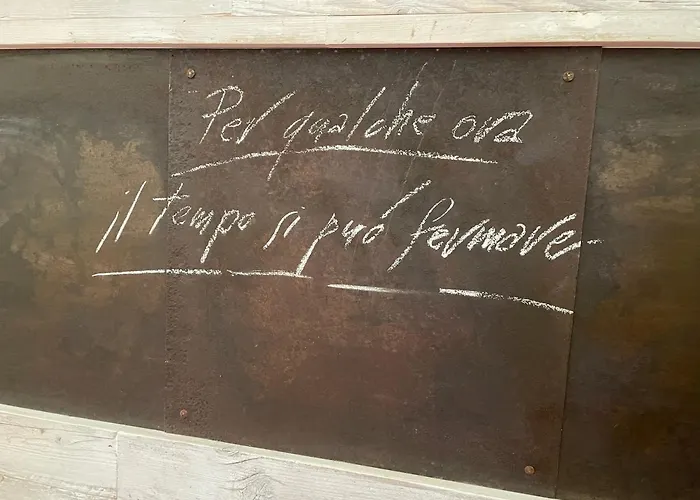 Per qualche ora
il tempo si può fermare